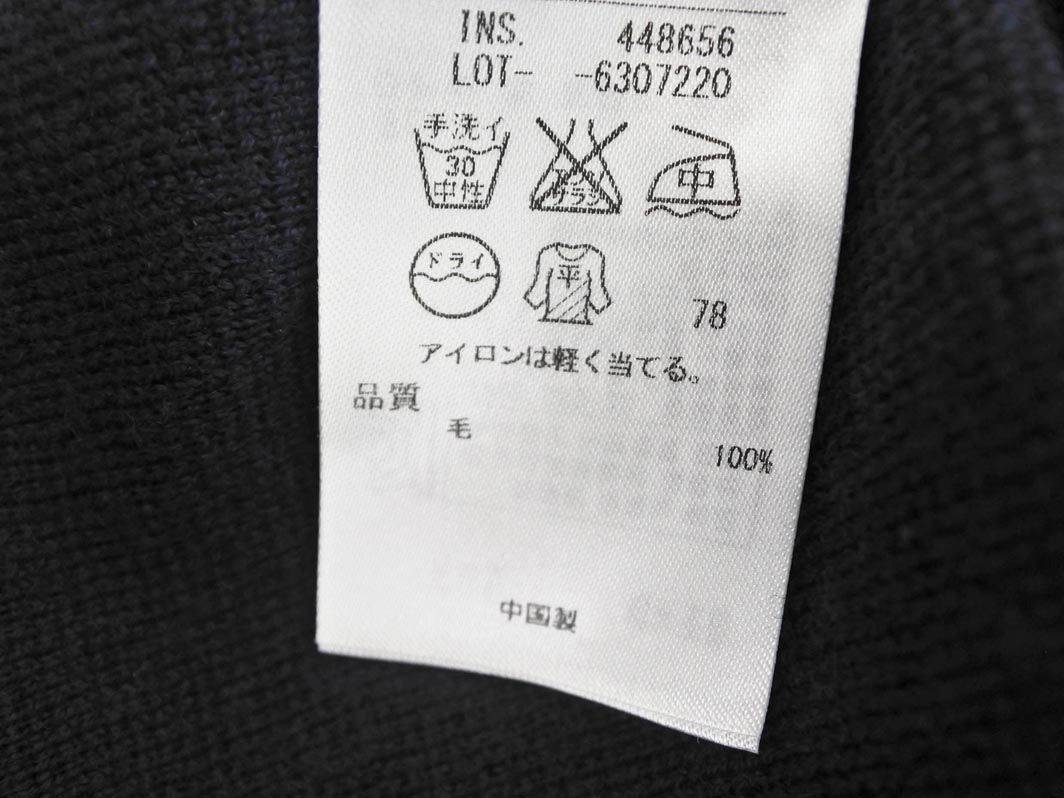 INS. 448656
LOT- -6307220
手洗イ
30
中性
エンソ
サラシ
中
ドライ
平
78
アイロンは軽く当てる。
品質
毛
100%
中国製